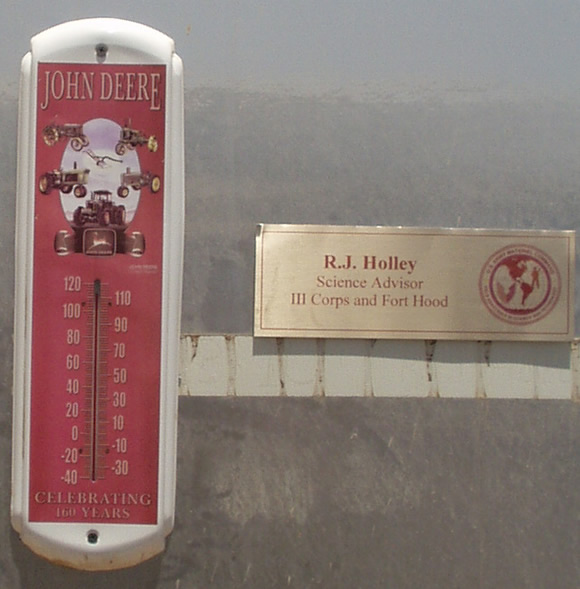 JOHN DEERE
120
110
100
90
80
70
60
50
40
30
20
10
0
-10
-20
-30
-40
CELEBRATING
160 YEARS
R.J. Holley
Science Advisor
III Corps and Fort Hood